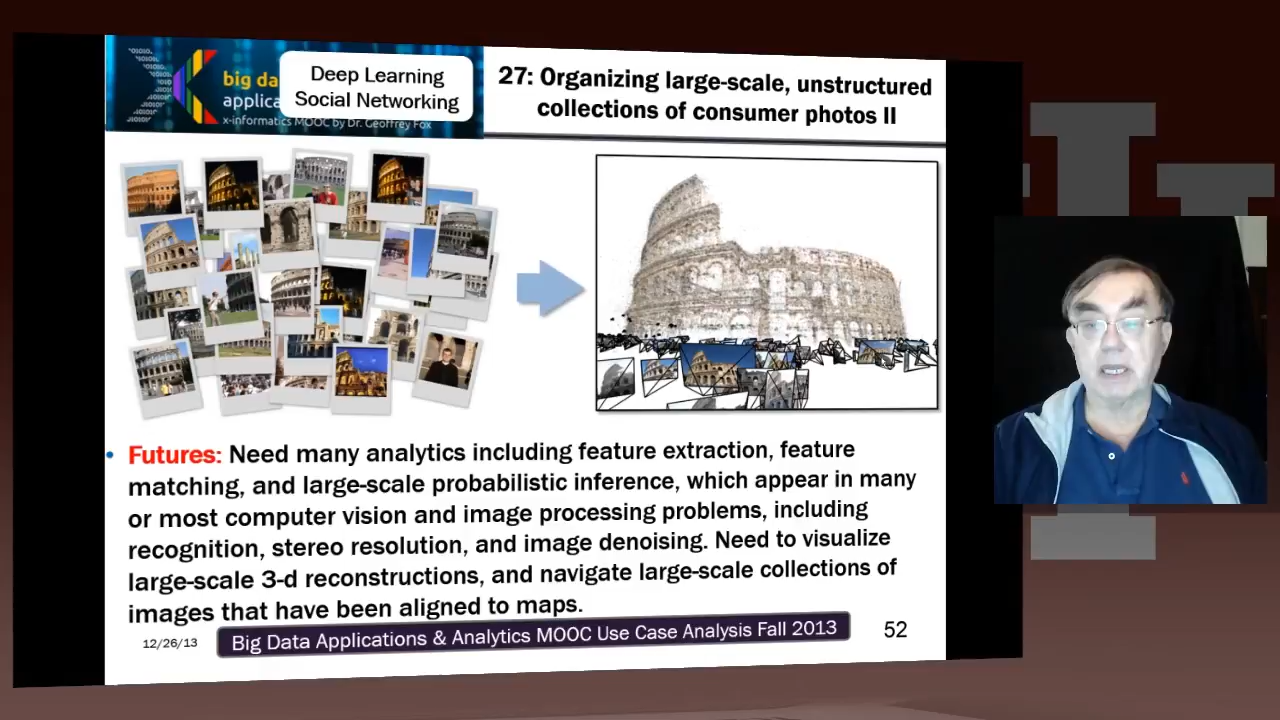 Deep Learning
Social Networking
big da
applica
x-informatics MOOC by Dr. Geoffrey Fox
27: Organizing large-scale, unstructured
collections of consumer photos II
• Futures: Need many analytics including feature extraction, feature
matching, and large-scale probabilistic inference, which appear in many
or most computer vision and image processing problems, including
recognition, stereo resolution, and image denoising. Need to visualize
large-scale 3-d reconstructions, and navigate large-scale collections of
images that have been aligned to maps.
12/26/13
Big Data Applications & Analytics MOOC Use Case Analysis Fall 2013
52